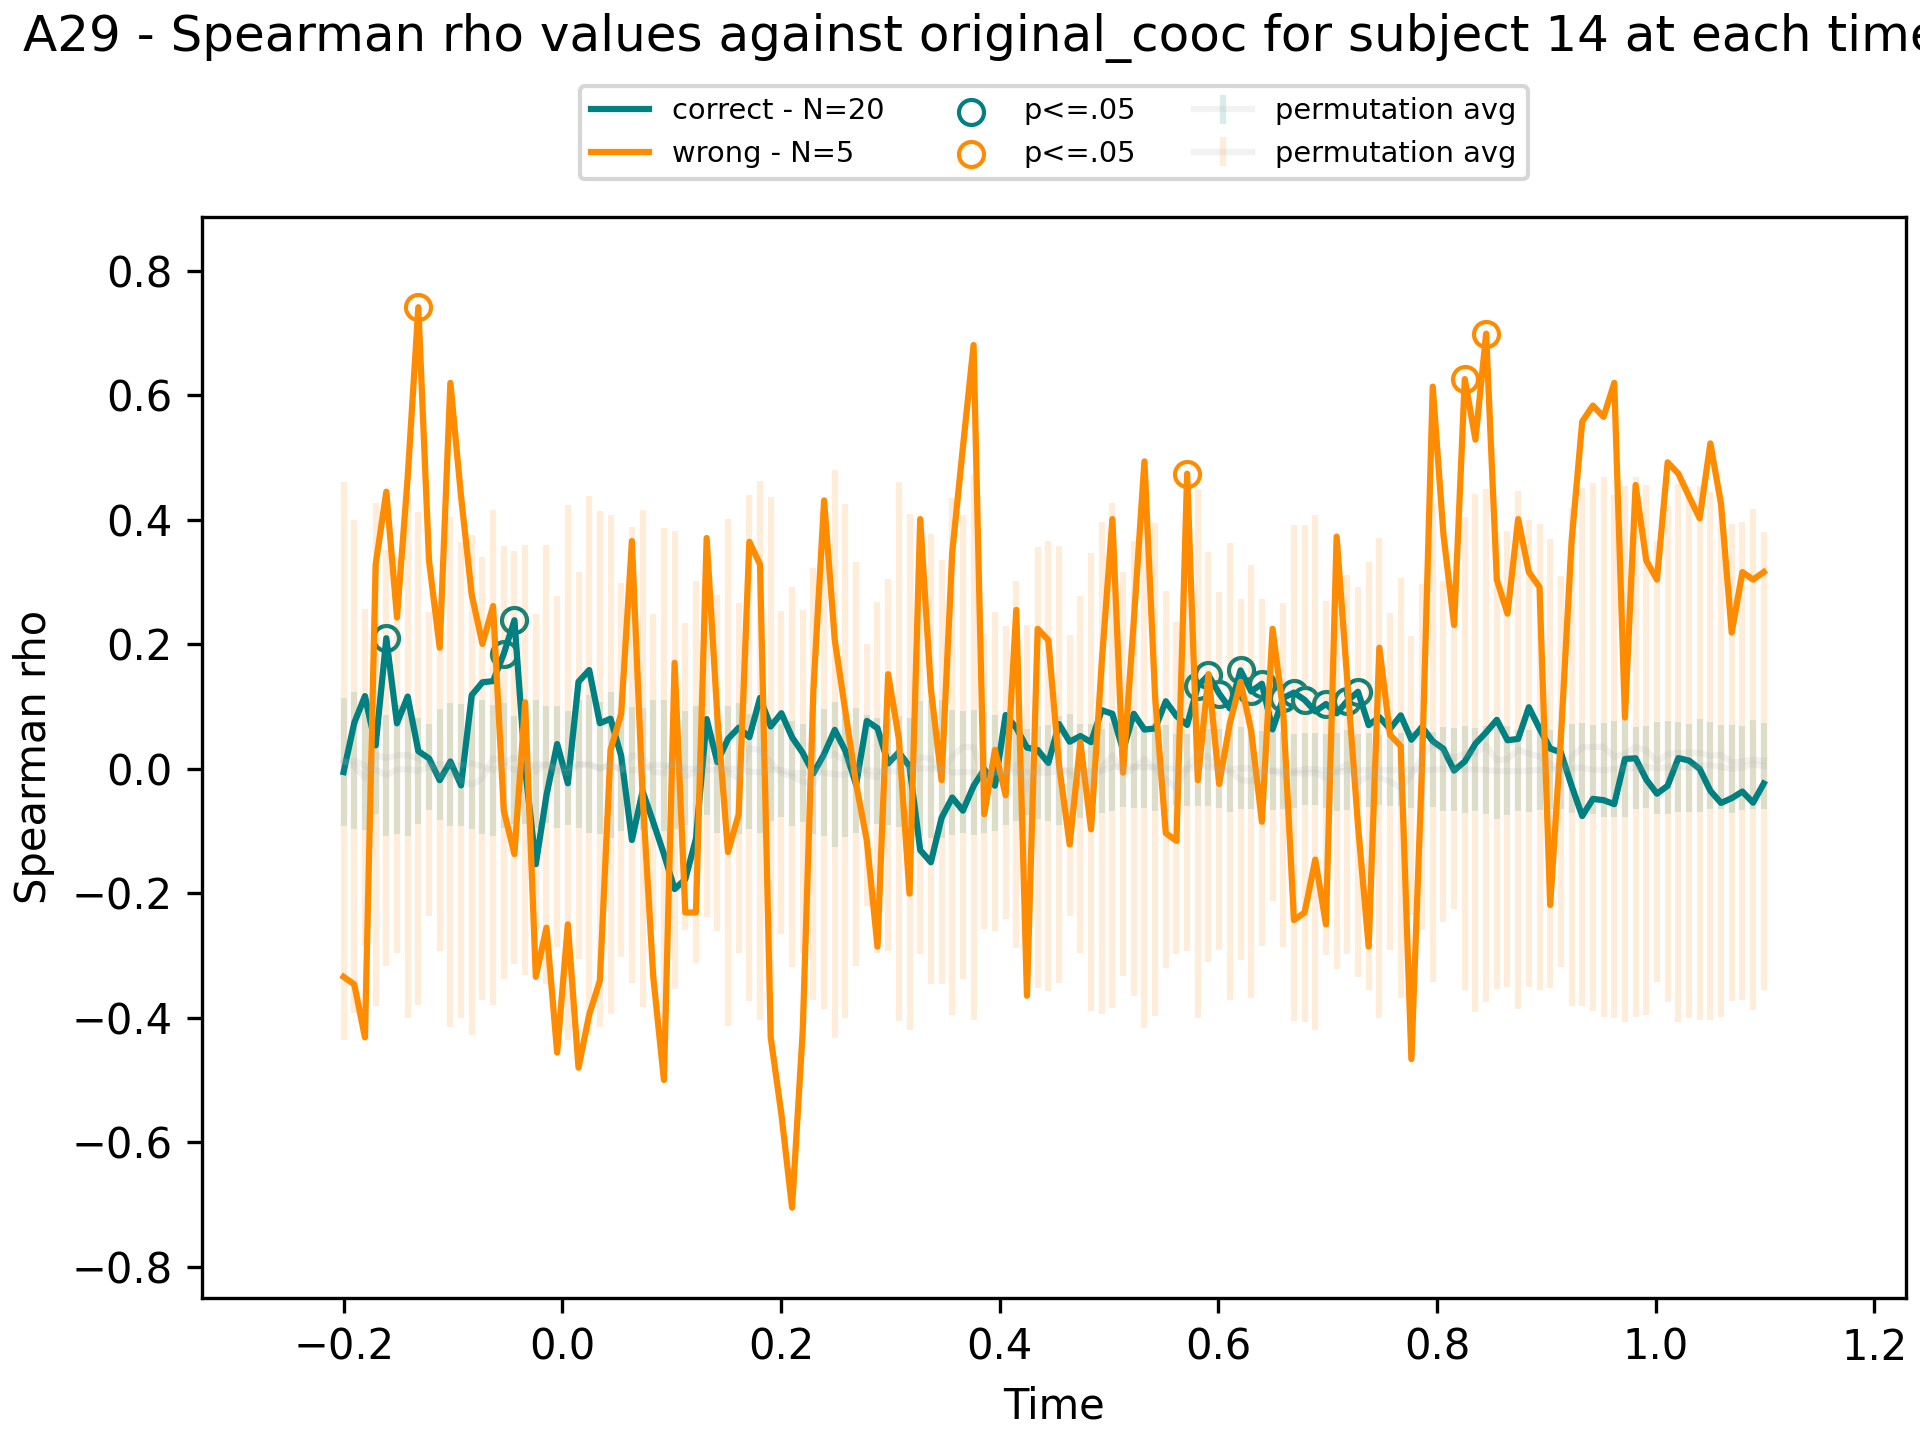 A29 - Spearman rho values against original_cooc for subject 14 at each time
correct - N=20
wrong - N=5
p<=.05
p<=.05
permutation avg
permutation avg
Spearman rho
0.8
0.6
0.4
0.2
0.0
−0.2
−0.4
−0.6
−0.8
−0.2
0.0
0.2
0.4
0.6
0.8
1.0
1.2
Time